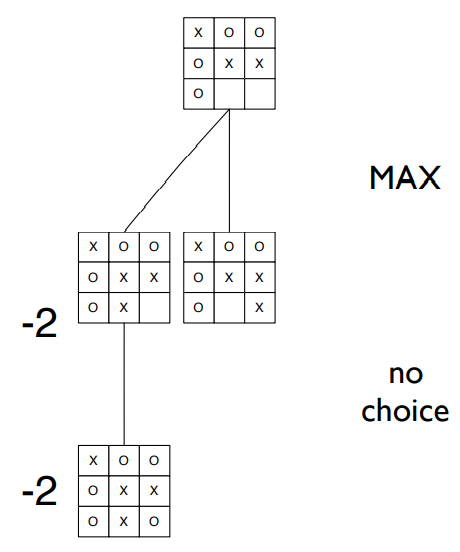 X O O
O X X
O
MAX
X O O X O O
O X X O X X
O X O X
-2
no
choice
X O O
-2 O X X
O X O